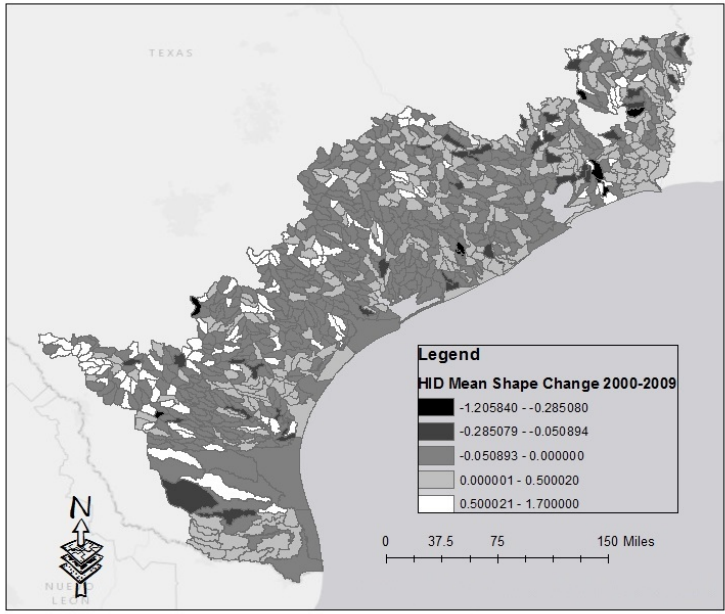 TEXAS
Legend
HID Mean Shape Change 2000-2009
-1.205840 - -0.285080
-0.285079 - -0.050894
-0.050893 - 0.000000
0.000001 - 0.500020
0.500021 - 1.700000
0 37.5 75 150 Miles
N
NUEVO
LEON